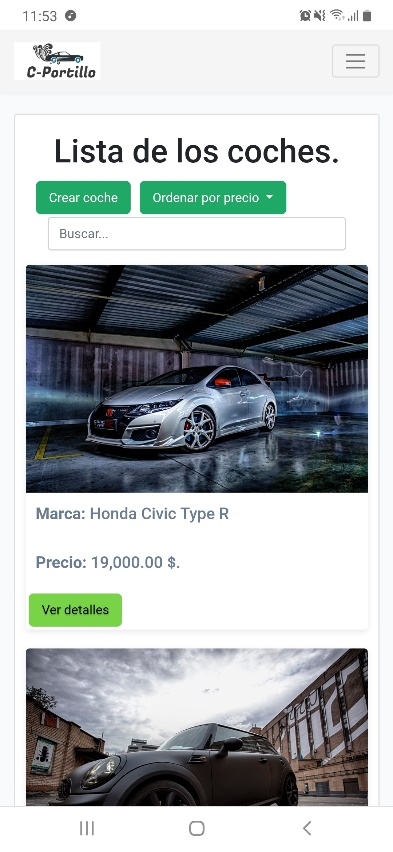 11:53
C-Portillo
Lista de los coches.
Crear coche Ordenar por precio
Buscar...
Marca: Honda Civic Type R
Precio: 19,000.00 $.
Ver detalles